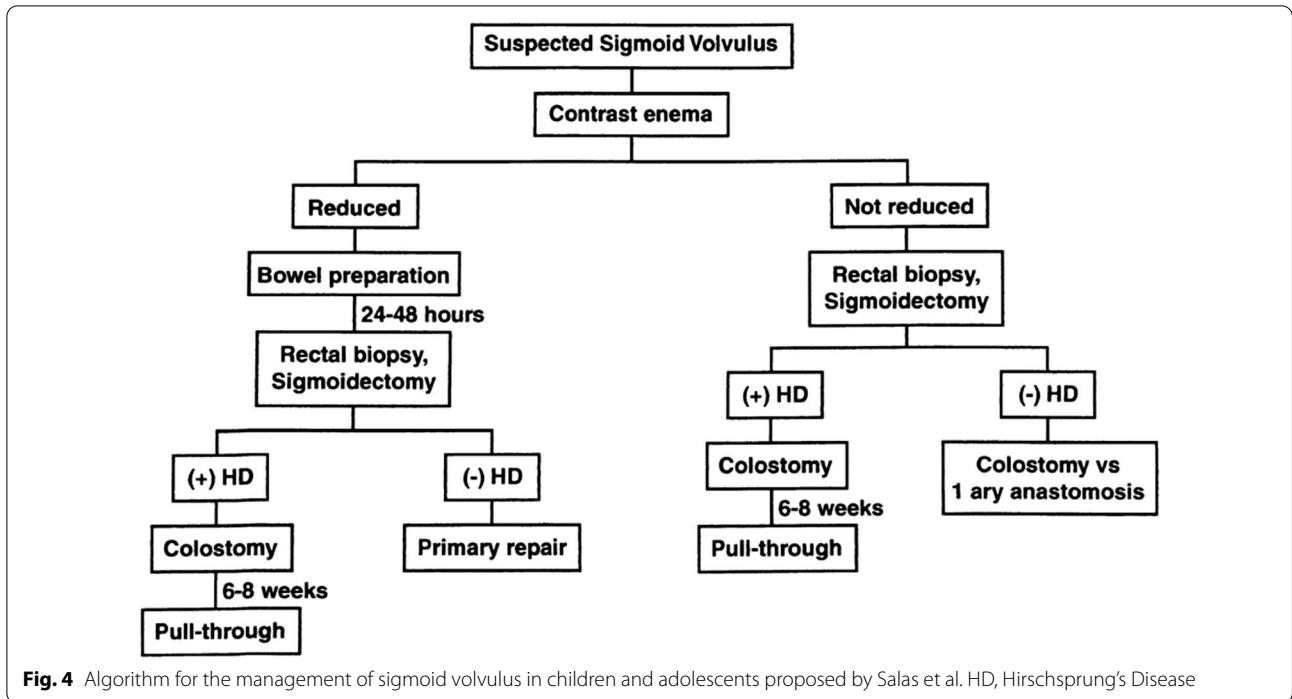 Suspected Sigmoid Volvulus
Contrast enema
Reduced
Not reduced
Bowel preparation
24-48 hours
Rectal biopsy,
Sigmoidectomy
Rectal biopsy,
Sigmoidectomy
(+) HD
(-) HD
(+) HD
(-) HD
Colostomy
Primary repair
Colostomy
Colostomy vs
1 ary anastomosis
6-8 weeks
6-8 weeks
Pull-through
Pull-through
Fig. 4 Algorithm for the management of sigmoid volvulus in children and adolescents proposed by Salas et al. HD, Hirschsprung's Disease